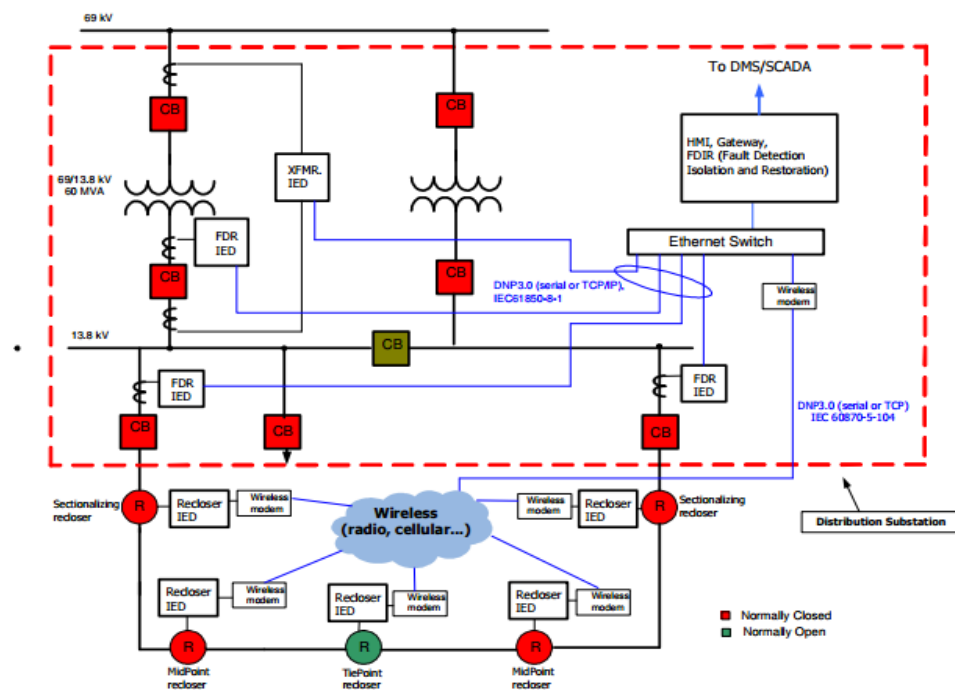 69 kV
To DMS/SCADA
CB
CB
HMI, Gateway,
FDIR (Fault Detection
Isolation and Restoration)
XFMR.
IED
69/13.8 kV
60 MVA
FDR
IED
Ethernet Switch
CB
CB
DNP3.0 (serial or TCP/IP),
IEC61850-8-1
Wireless
modem
13.8 kV
CB
FDR
IED
FDR
IED
DNP3.0 (serial or TCP)
IEC 60870-5-104
CB
CB
CB
Sectionalizing
recloser
R
Recloser
IED
Wireless
modem
Wireless
(radio, cellular...)
Wireless
modem
Recloser
IED
R
Sectionalizing
recloser
Distribution Substation
Recloser
IED
Wireless
modem
Recloser
IED
Wireless
modem
Recloser
IED
Wireless
modem
Normally Closed
Normally Open
R
R
R
MidPoint
recloser
TiePoint
recloser
MidPoint
recloser